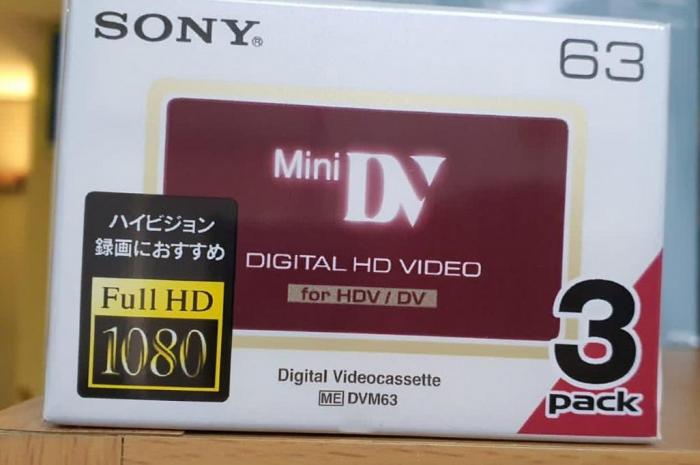 SONY®
63
Mini DV
DIGITAL HD VIDEO
for HDV / DV
ハイビジョン
録画におすすめ
Full HD
1080
Digital Videocassette
ME DVM63
3
pack